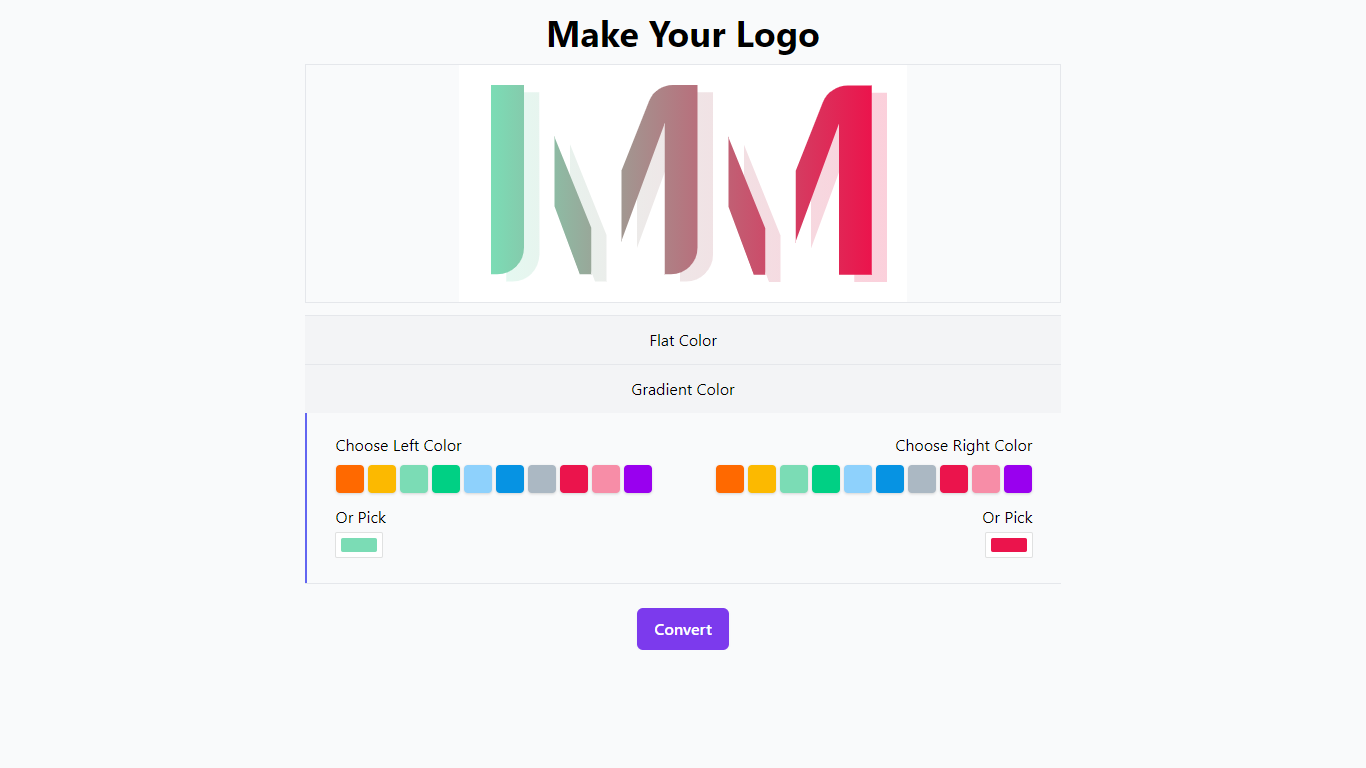 Make Your Logo
Flat Color
Gradient Color
Choose Left Color
Choose Right Color
Or Pick
Or Pick
Convert